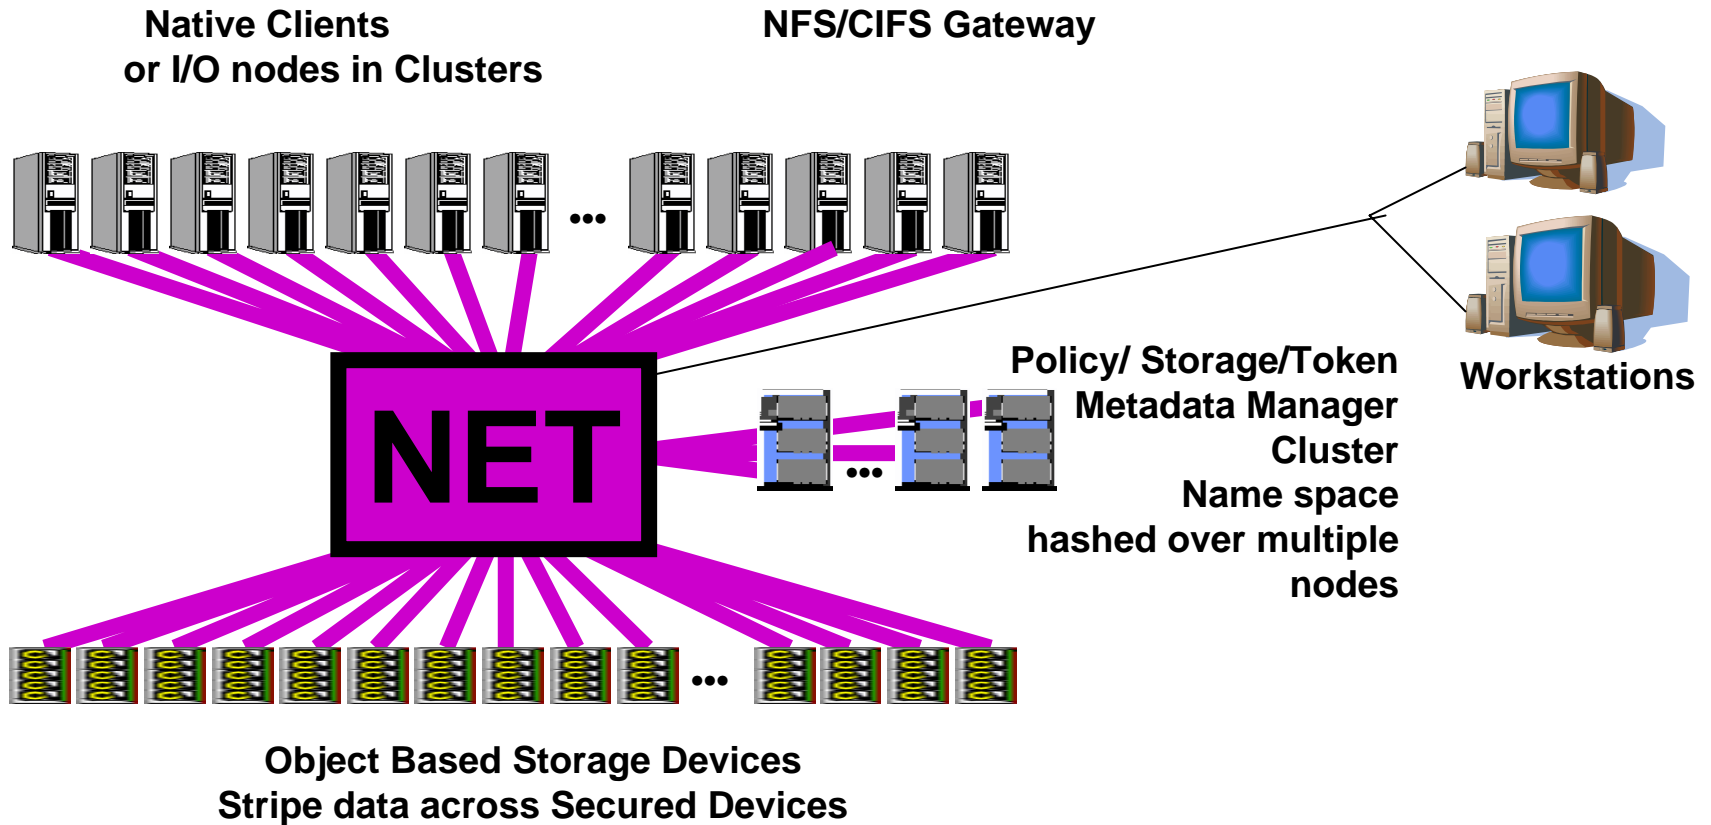 Native Clients
or I/O nodes in Clusters
NFS/CIFS Gateway
...
NET
Policy/ Storage/Token
Metadata Manager
Cluster
Name space
hashed over multiple
nodes
...
Workstations
...
Object Based Storage Devices
Stripe data across Secured Devices